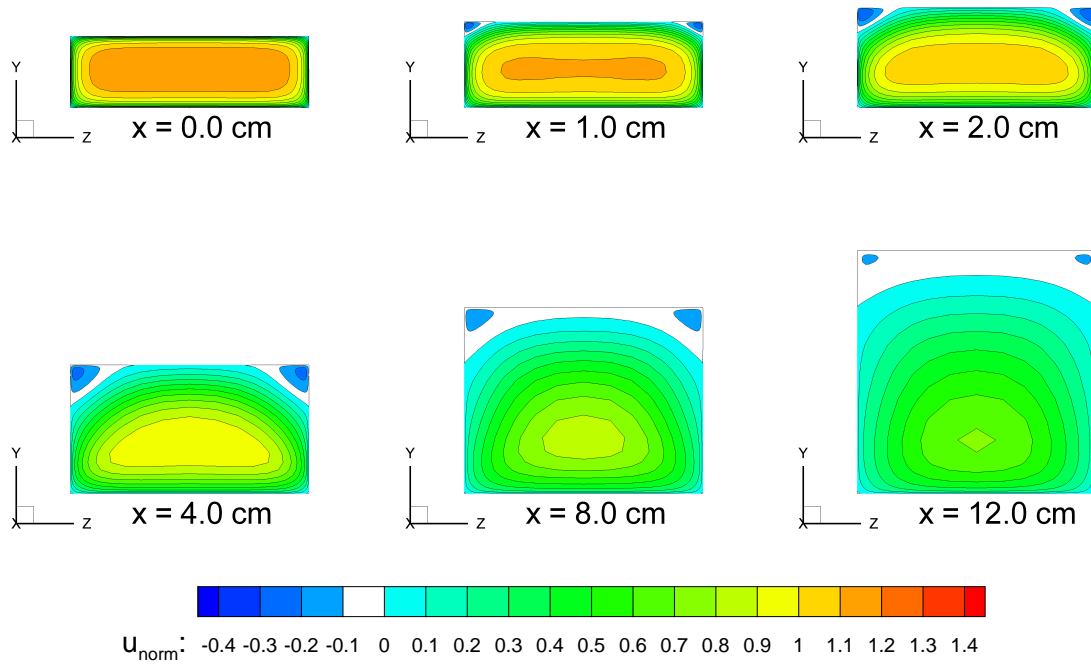 Y
X
Z
x = 0.0 cm
Y
X
Z
x = 1.0 cm
Y
X
Z
x = 2.0 cm
Y
X
Z
x = 4.0 cm
Y
X
Z
x = 8.0 cm
Y
X
Z
x = 12.0 cm
u_norm: -0.4 -0.3 -0.2 -0.1 0 0.1 0.2 0.3 0.4 0.5 0.6 0.7 0.8 0.9 1 1.1 1.2 1.3 1.4